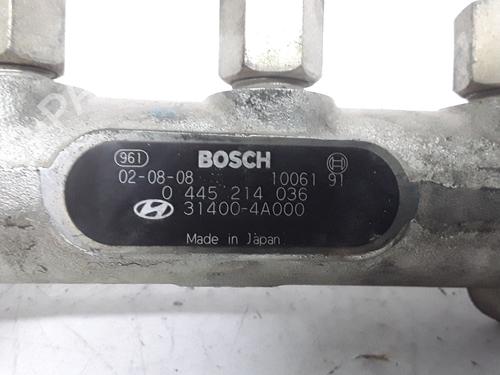 961 BOSCH
02-08-08 10061 91
0 445 214 036
31400-4A000
Made in Japan